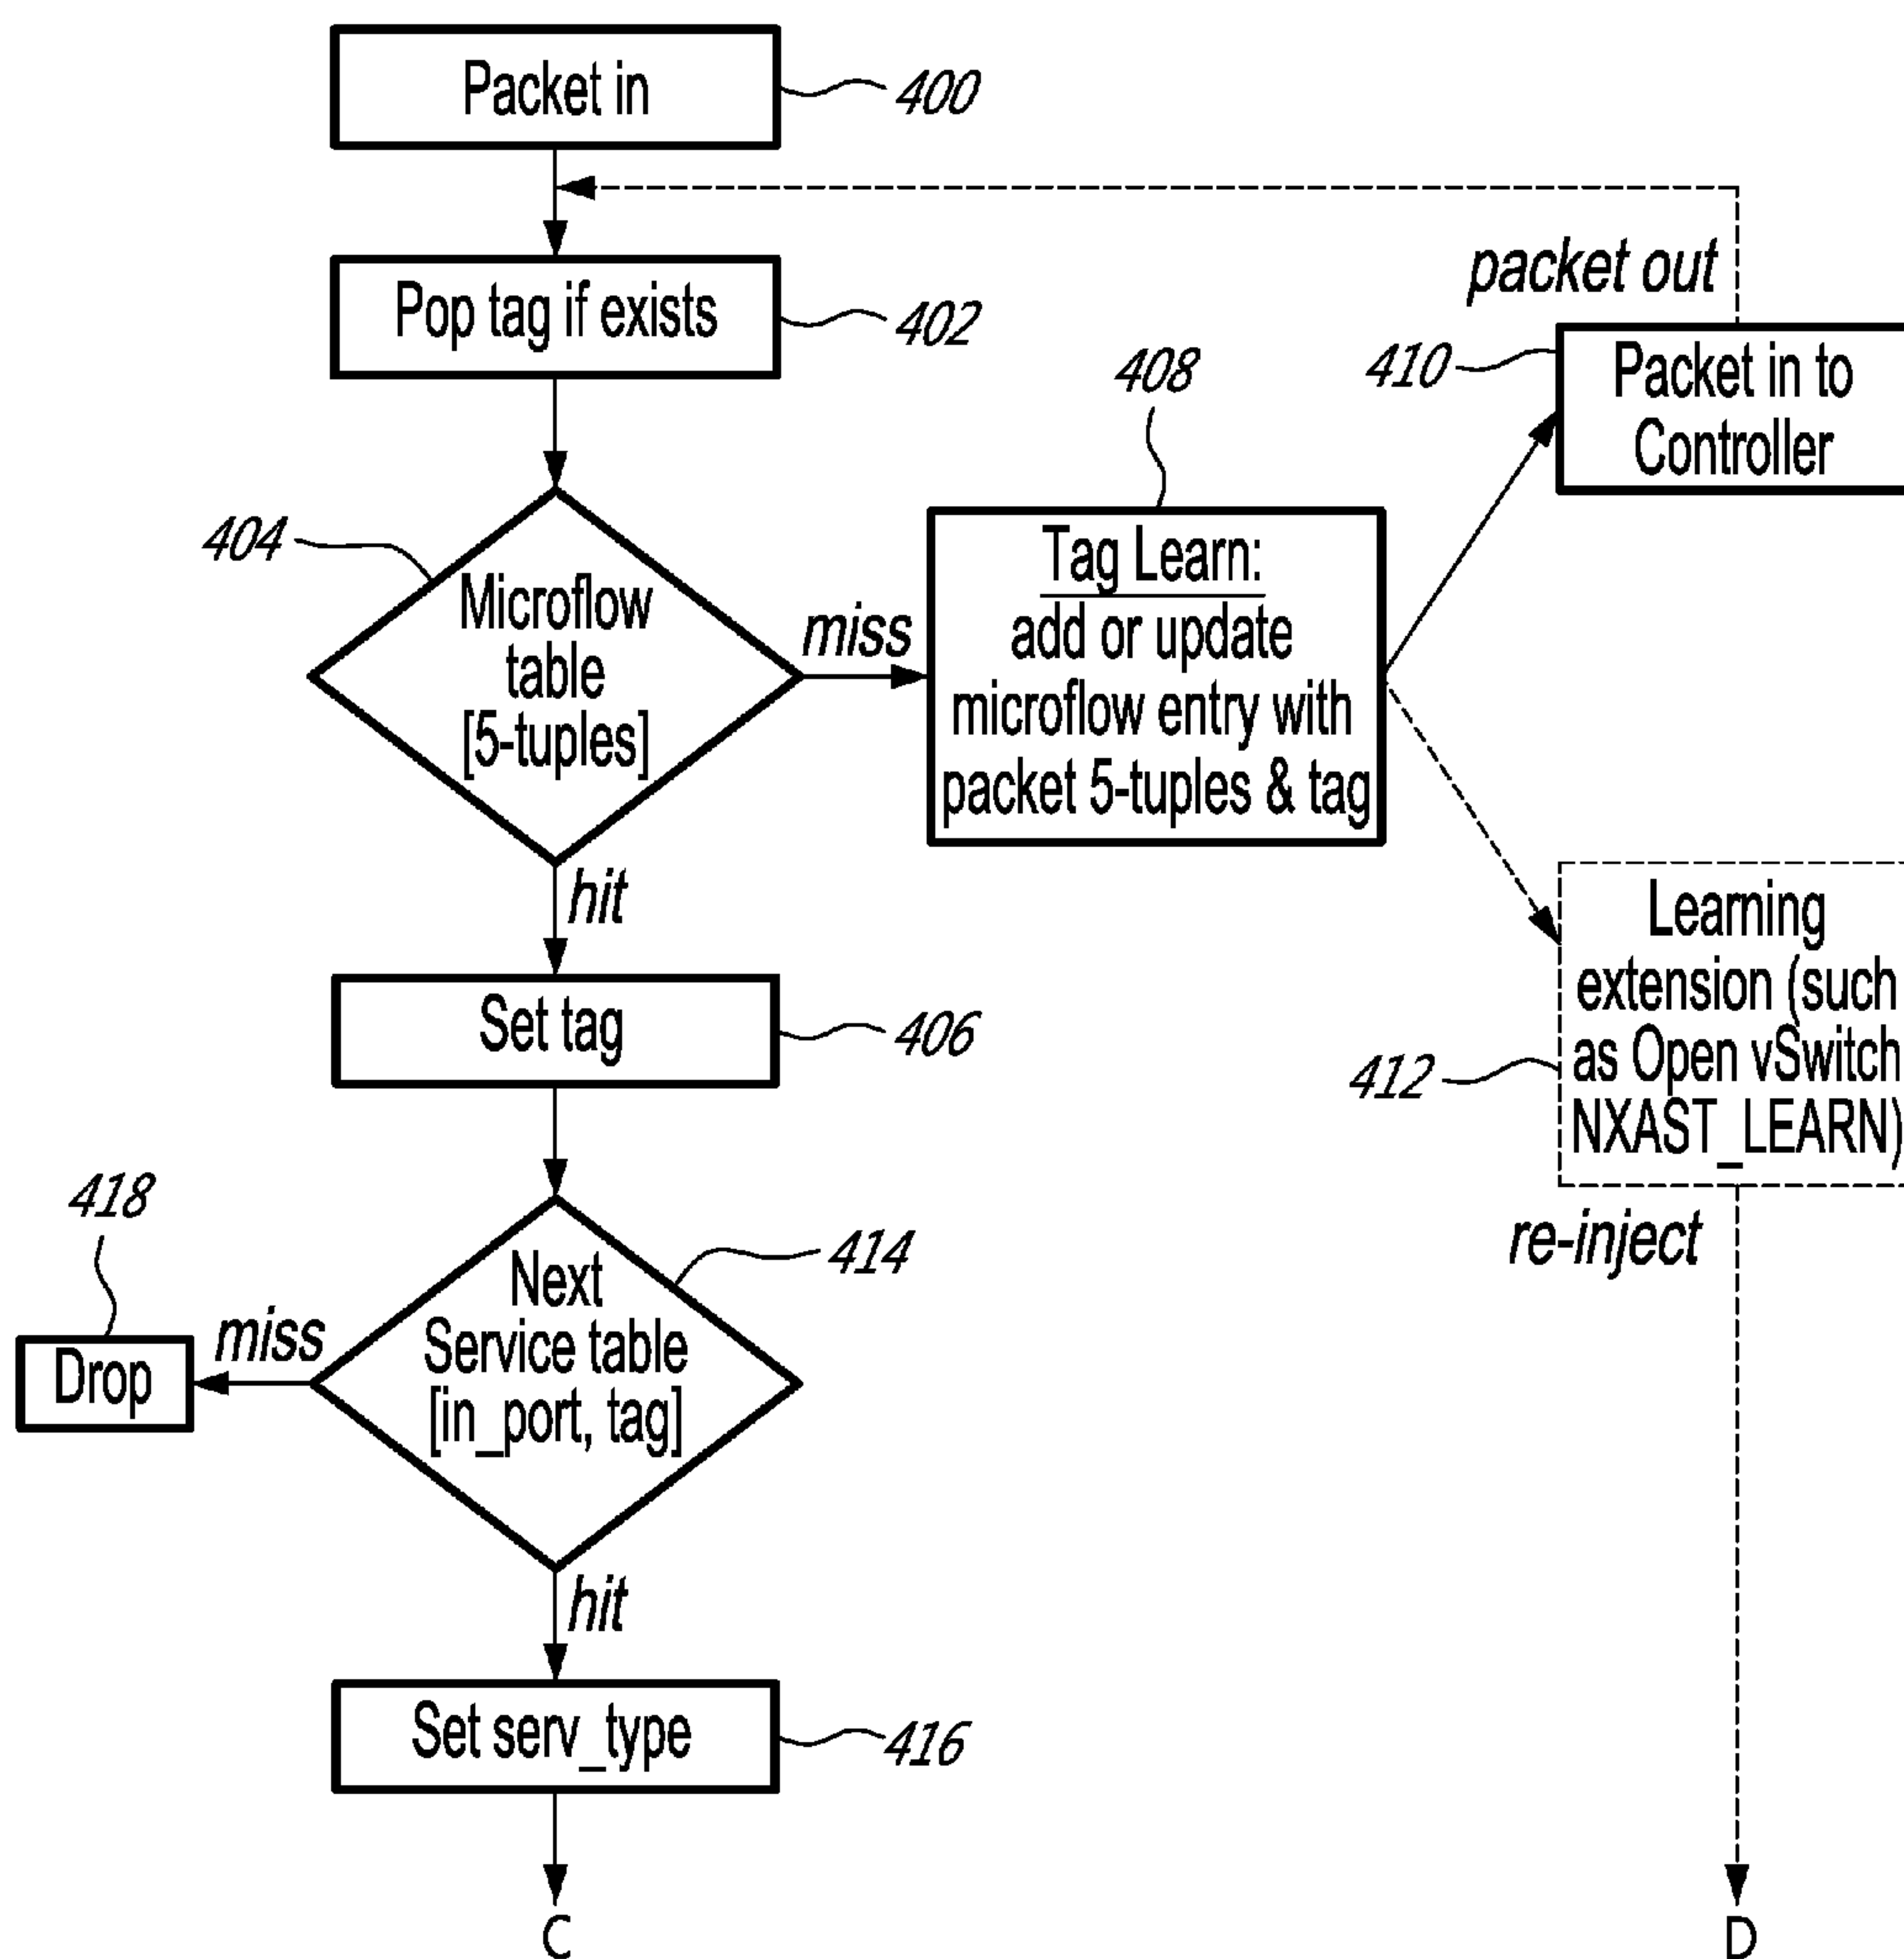 Packet in
400
packet out
Pop tag if exists
402
408
410
Packet in to
Controller
404
Microflow
table
[5-tuples]
miss
Tag Learn:
add or update
microflow entry with
packet 5-tuples & tag
hit
Learning
extension (such
as Open vSwitch
NXAST_LEARN)
412
Set tag
406
418
414
re-inject
Next
Service table
[in_port, tag]
miss
Drop
hit
Set serv_type
416
C
D